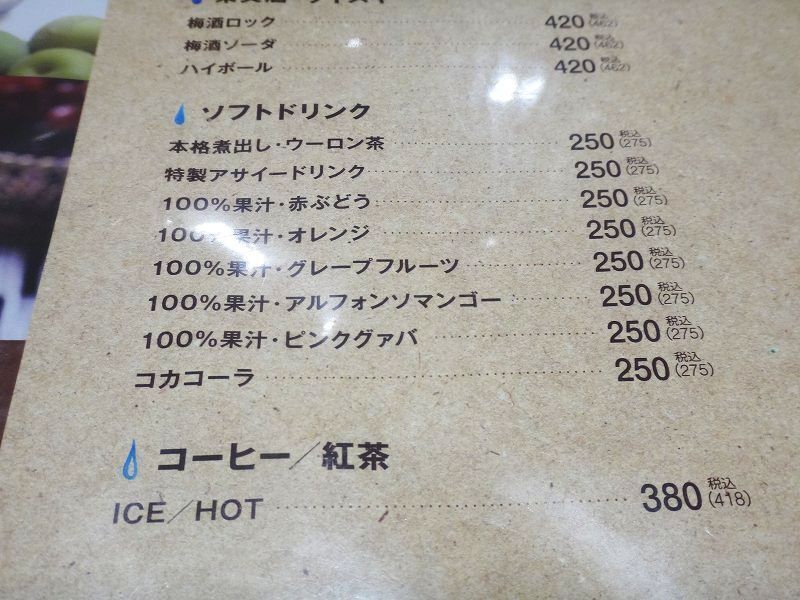 梅酒ロック 420 税込(462)
梅酒ソーダ 420 税込(462)
ハイボール 420 税込(462)
ソフトドリンク
本格煮出し・ウーロン茶 250 税込(275)
特製アサイードリンク 250 税込(275)
100%果汁・赤ぶどう 250 税込(275)
100%果汁・オレンジ 250 税込(275)
100%果汁・グレープフルーツ 250 税込(275)
100%果汁・アルフォンソマンゴー 250 税込(275)
100%果汁・ピンクグァバ 250 税込(275)
コカコーラ 250 税込(275)
コーヒー/紅茶
ICE/HOT 380 税込(418)